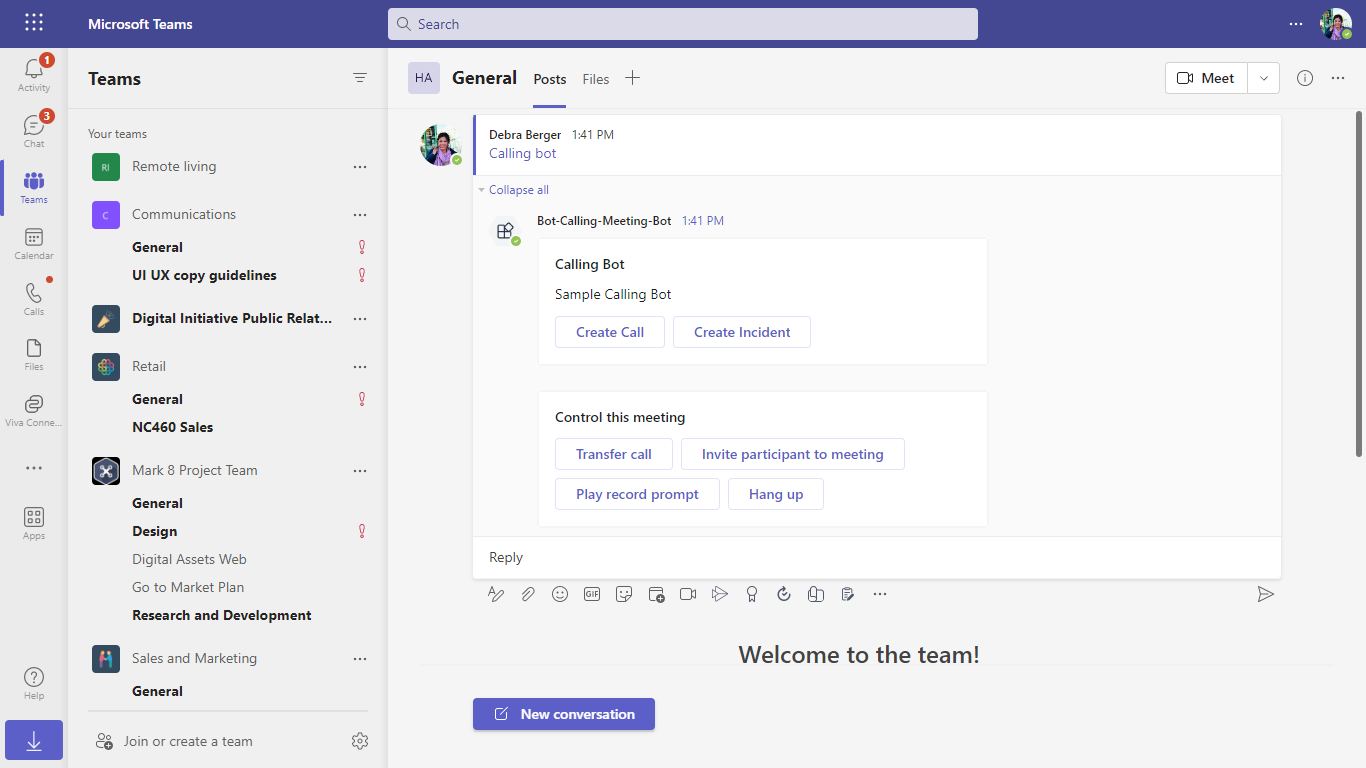 Microsoft Teams
Search
1
Activity
3
Chat
Teams
Calendar
Calls
Files
Viva Conne...
Apps
Help
Teams
Your teams
RI Remote living
C Communications
General
UI UX copy guidelines
Digital Initiative Public Relat...
Retail
General
NC460 Sales
Mark 8 Project Team
General
Design
Digital Assets Web
Go to Market Plan
Research and Development
Sales and Marketing
General
Join or create a team
HA General Posts Files
Meet
Debra Berger 1:41 PM
Calling bot
Collapse all
Bot-Calling-Meeting-Bot 1:41 PM
Calling Bot
Sample Calling Bot
Create Call Create Incident
Control this meeting
Transfer call Invite participant to meeting
Play record prompt Hang up
Reply
GIF
Welcome to the team!
New conversation